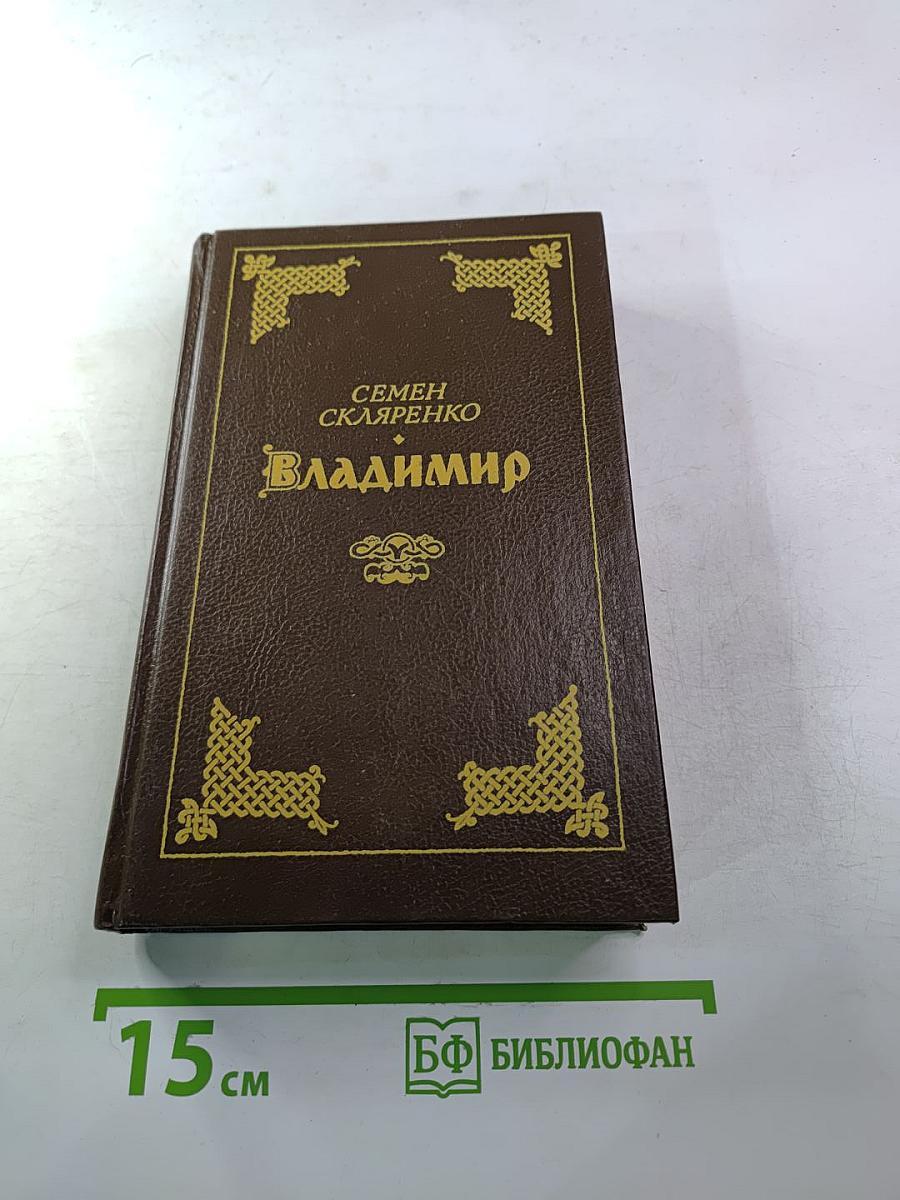 СЕМЕН
СКЛЯРЕНКО
Владимир
15 см
БФ БИБЛИОФАН